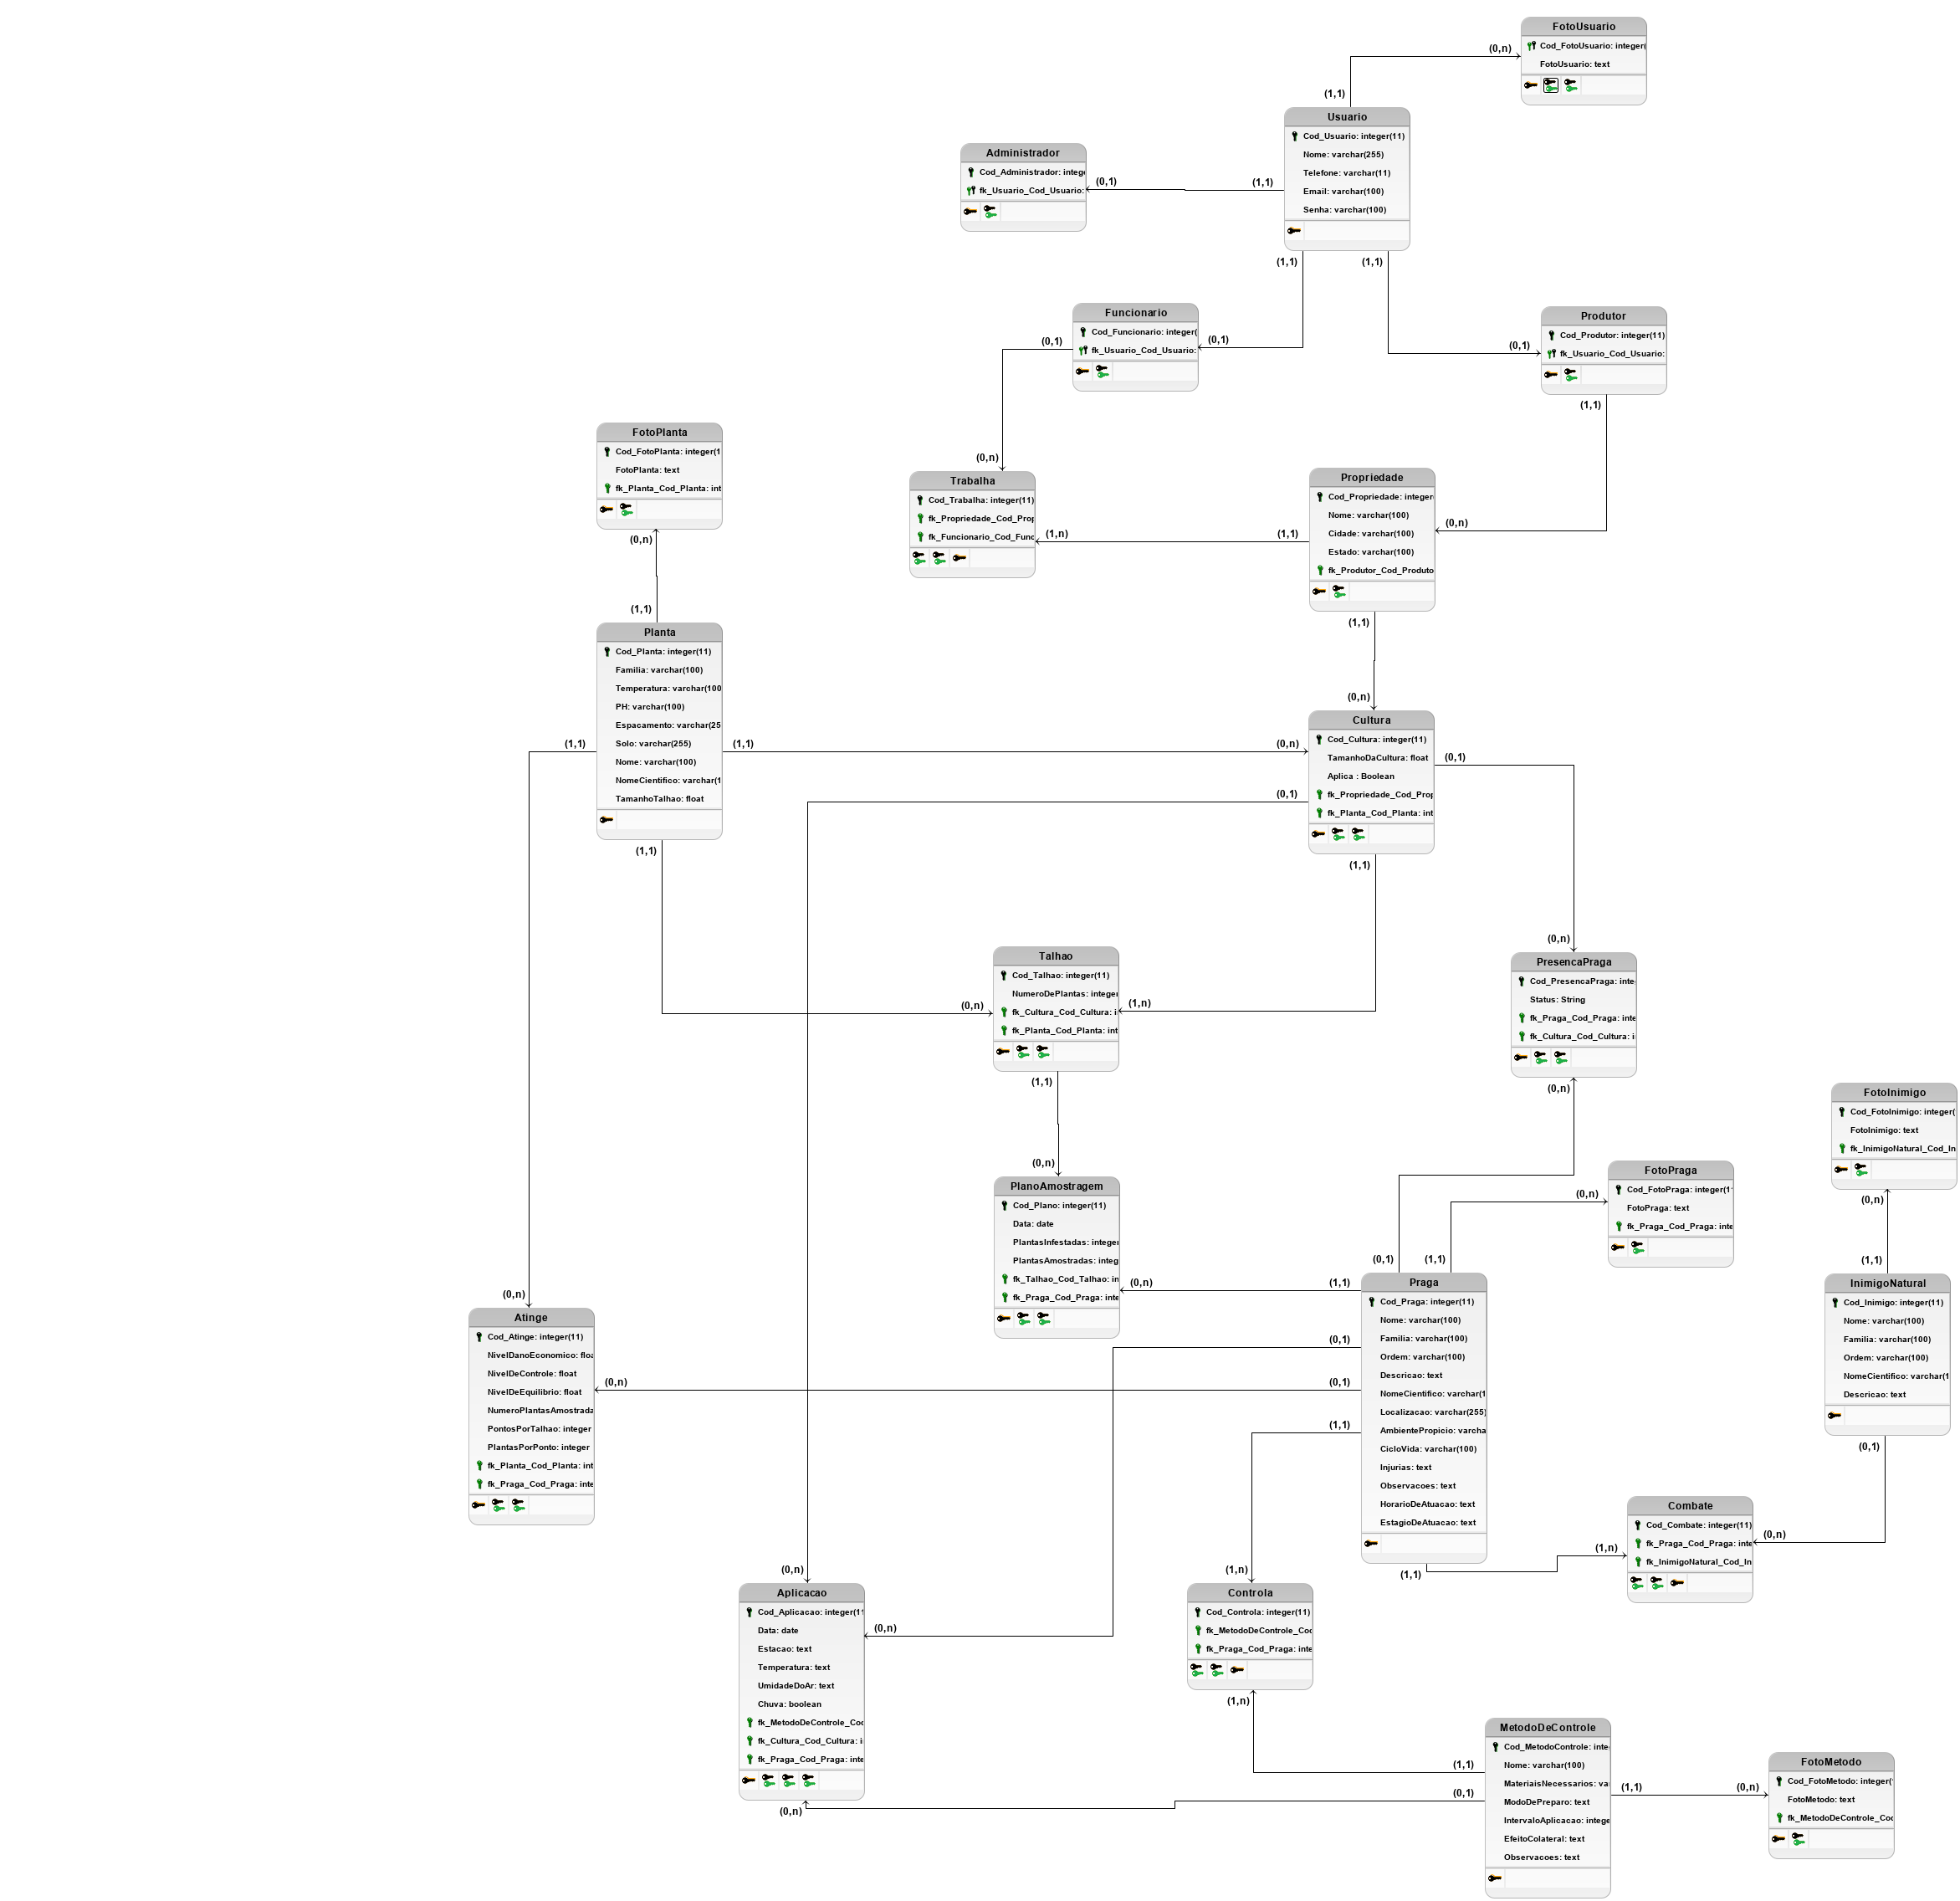 FotoUsuario
Cod_FotoUsuario: integer(
FotoUsuario: text
(0,n)
(1,1)
Usuario
Cod_Usuario: integer(11)
Nome: varchar(255)
Telefone: varchar(11)
Email: varchar(100)
Senha: varchar(100)
Administrador
Cod_Administrador: intege
fk_Usuario_Cod_Usuario:
(0,1)
(1,1)
(1,1)
(1,1)
Funcionario
Cod_Funcionario: integer(
fk_Usuario_Cod_Usuario:
(0,1)
(0,1)
Produtor
Cod_Produtor: integer(11)
fk_Usuario_Cod_Usuario:
(0,1)
(1,1)
FotoPlanta
Cod_FotoPlanta: integer(1
FotoPlanta: text
fk_Planta_Cod_Planta: int
(0,n)
(1,1)
(0,n)
Trabalha
Cod_Trabalha: integer(11)
fk_Propriedade_Cod_Prop
fk_Funcionario_Cod_Func
(1,n)
(1,1)
Propriedade
Cod_Propriedade: integer
Nome: varchar(100)
Cidade: varchar(100)
Estado: varchar(100)
fk_Produtor_Cod_Produto
(0,n)
(1,1)
(0,n)
Planta
Cod_Planta: integer(11)
Familia: varchar(100)
Temperatura: varchar(100
PH: varchar(100)
Espacamento: varchar(25
Solo: varchar(255)
Nome: varchar(100)
NomeCientifico: varchar(1
TamanhoTalhao: float
(1,1)
(1,1)
(1,1)
Cultura
Cod_Cultura: integer(11)
TamanhoDaCultura: float
Aplica : Boolean
fk_Propriedade_Cod_Prop
fk_Planta_Cod_Planta: int
(0,n)
(0,1)
(0,1)
(1,1)
Talhao
Cod_Talhao: integer(11)
NumeroDePlantas: integer
fk_Cultura_Cod_Cultura: i
fk_Planta_Cod_Planta: int
(0,n)
(1,n)
(1,1)
(0,n)
PresencaPraga
Cod_PresencaPraga: inte
Status: String
fk_Praga_Cod_Praga: inte
fk_Cultura_Cod_Cultura: i
(0,n)
FotoInimigo
Cod_FotoInimigo: integer(
FotoInimigo: text
fk_InimigoNatural_Cod_In
(0,n)
(1,1)
FotoPraga
Cod_FotoPraga: integer(1
FotoPraga: text
fk_Praga_Cod_Praga: inte
(0,n)
(0,n)
PlanoAmostragem
Cod_Plano: integer(11)
Data: date
PlantasInfestadas: integer
PlantasAmostradas: integ
fk_Talhao_Cod_Talhao: in
fk_Praga_Cod_Praga: inte
(0,n)
(1,1)
(0,1)
(1,1)
Praga
Cod_Praga: integer(11)
Nome: varchar(100)
Familia: varchar(100)
Ordem: varchar(100)
Descricao: text
NomeCientifico: varchar(1
Localizacao: varchar(255)
AmbientePropicio: varcha
CicloVida: varchar(100)
Injurias: text
Observacoes: text
HorarioDeAtuacao: text
EstagioDeAtuacao: text
(0,1)
(0,1)
(1,1)
(1,1)
InimigoNatural
Cod_Inimigo: integer(11)
Nome: varchar(100)
Familia: varchar(100)
Ordem: varchar(100)
NomeCientifico: varchar(1
Descricao: text
(0,1)
(0,n)
Atinge
Cod_Atinge: integer(11)
NivelDanoEconomico: floa
NivelDeControle: float
NivelDeEquilibrio: float
NumeroPlantasAmostrada
PontosPorTalhao: integer
PlantasPorPonto: integer
fk_Planta_Cod_Planta: int
fk_Praga_Cod_Praga: inte
(0,n)
Combate
Cod_Combate: integer(11)
fk_Praga_Cod_Praga: inte
fk_InimigoNatural_Cod_In
(1,n)
(0,n)
(0,n)
Aplicacao
Cod_Aplicacao: integer(11
Data: date
Estacao: text
Temperatura: text
UmidadeDoAr: text
Chuva: boolean
fk_MetodoDeControle_Cod
fk_Cultura_Cod_Cultura: i
fk_Praga_Cod_Praga: inte
(0,n)
(0,n)
(1,n)
Controla
Cod_Controla: integer(11)
fk_MetodoDeControle_Cod
fk_Praga_Cod_Praga: inte
(1,n)
MetodoDeControle
Cod_MetodoControle: inte
Nome: varchar(100)
MateriaisNecessarios: var
ModoDePreparo: text
IntervaloAplicacao: intege
EfeitoColateral: text
Observacoes: text
(1,1)
(0,1)
(1,1)
(0,n)
FotoMetodo
Cod_FotoMetodo: integer(
FotoMetodo: text
fk_MetodoDeControle_Cod